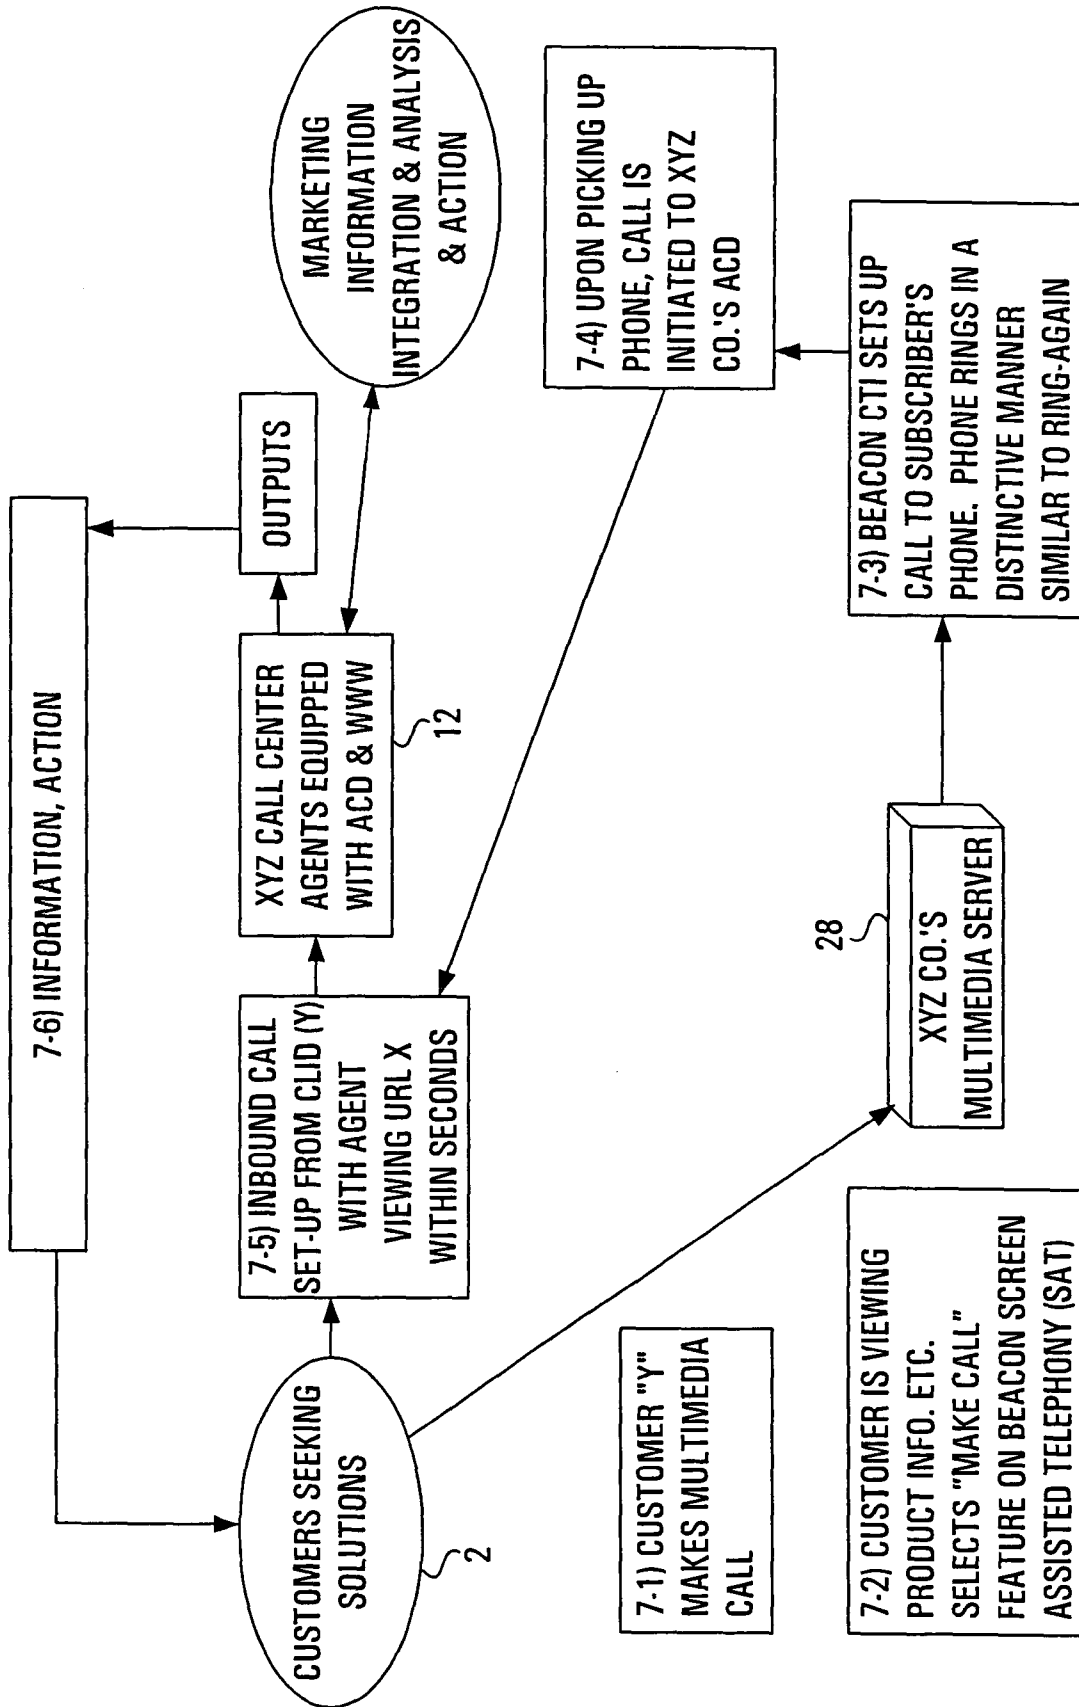 7-6) INFORMATION, ACTION
CUSTOMERS SEEKING
SOLUTIONS
2
7-5) INBOUND CALL
SET-UP FROM CLID (Y)
WITH AGENT
VIEWING URL X
WITHIN SECONDS
XYZ CALL CENTER
AGENTS EQUIPPED
WITH ACD & WWW
12
OUTPUTS
MARKETING
INFORMATION
INTEGRATION & ANALYSIS
& ACTION
7-1) CUSTOMER "Y"
MAKES MULTIMEDIA
CALL
7-4) UPON PICKING UP
PHONE, CALL IS
INITIATED TO XYZ
CO.'S ACD
7-2) CUSTOMER IS VIEWING
PRODUCT INFO. ETC.
SELECTS "MAKE CALL"
FEATURE ON BEACON SCREEN
ASSISTED TELEPHONY (SAT)
28
XYZ CO.'S
MULTIMEDIA SERVER
7-3) BEACON CTI SETS UP
CALL TO SUBSCRIBER'S
PHONE. PHONE RINGS IN A
DISTINCTIVE MANNER
SIMILAR TO RING-AGAIN